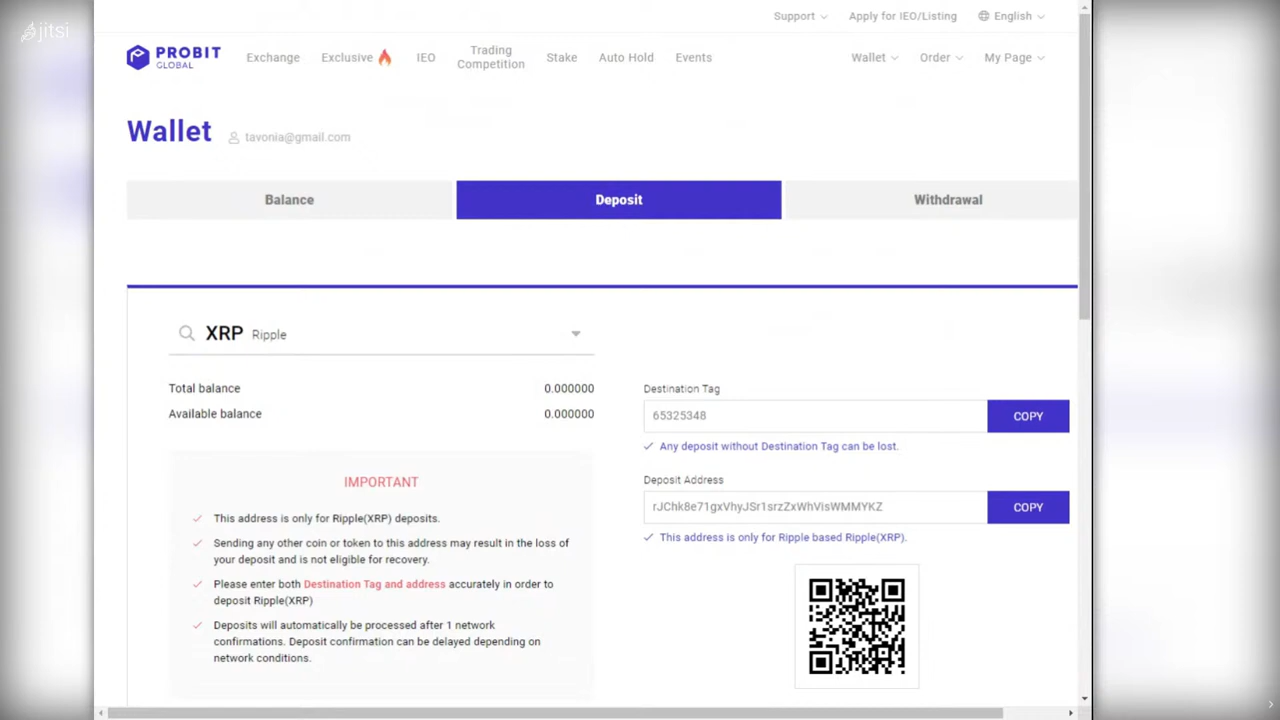 jitsi
Support
Apply for IEO/Listing
English
PROBIT
GLOBAL
Exchange
Exclusive
IEO
Trading
Competition
Stake
Auto Hold
Events
Wallet
Order
My Page
Wallet
tavonia@gmail.com
Balance
Deposit
Withdrawal
XRP Ripple
Total balance 0.000000
Available balance 0.000000
IMPORTANT
This address is only for Ripple(XRP) deposits.
Sending any other coin or token to this address may result in the loss of
your deposit and is not eligible for recovery.
Please enter both Destination Tag and address accurately in order to
deposit Ripple(XRP)
Deposits will automatically be processed after 1 network
confirmations. Deposit confirmation can be delayed depending on
network conditions.
Destination Tag
65325348
COPY
Any deposit without Destination Tag can be lost.
Deposit Address
rJChk8e71gxVhyJSr1srzZxWhVisWMMYKZ
COPY
This address is only for Ripple based Ripple(XRP).